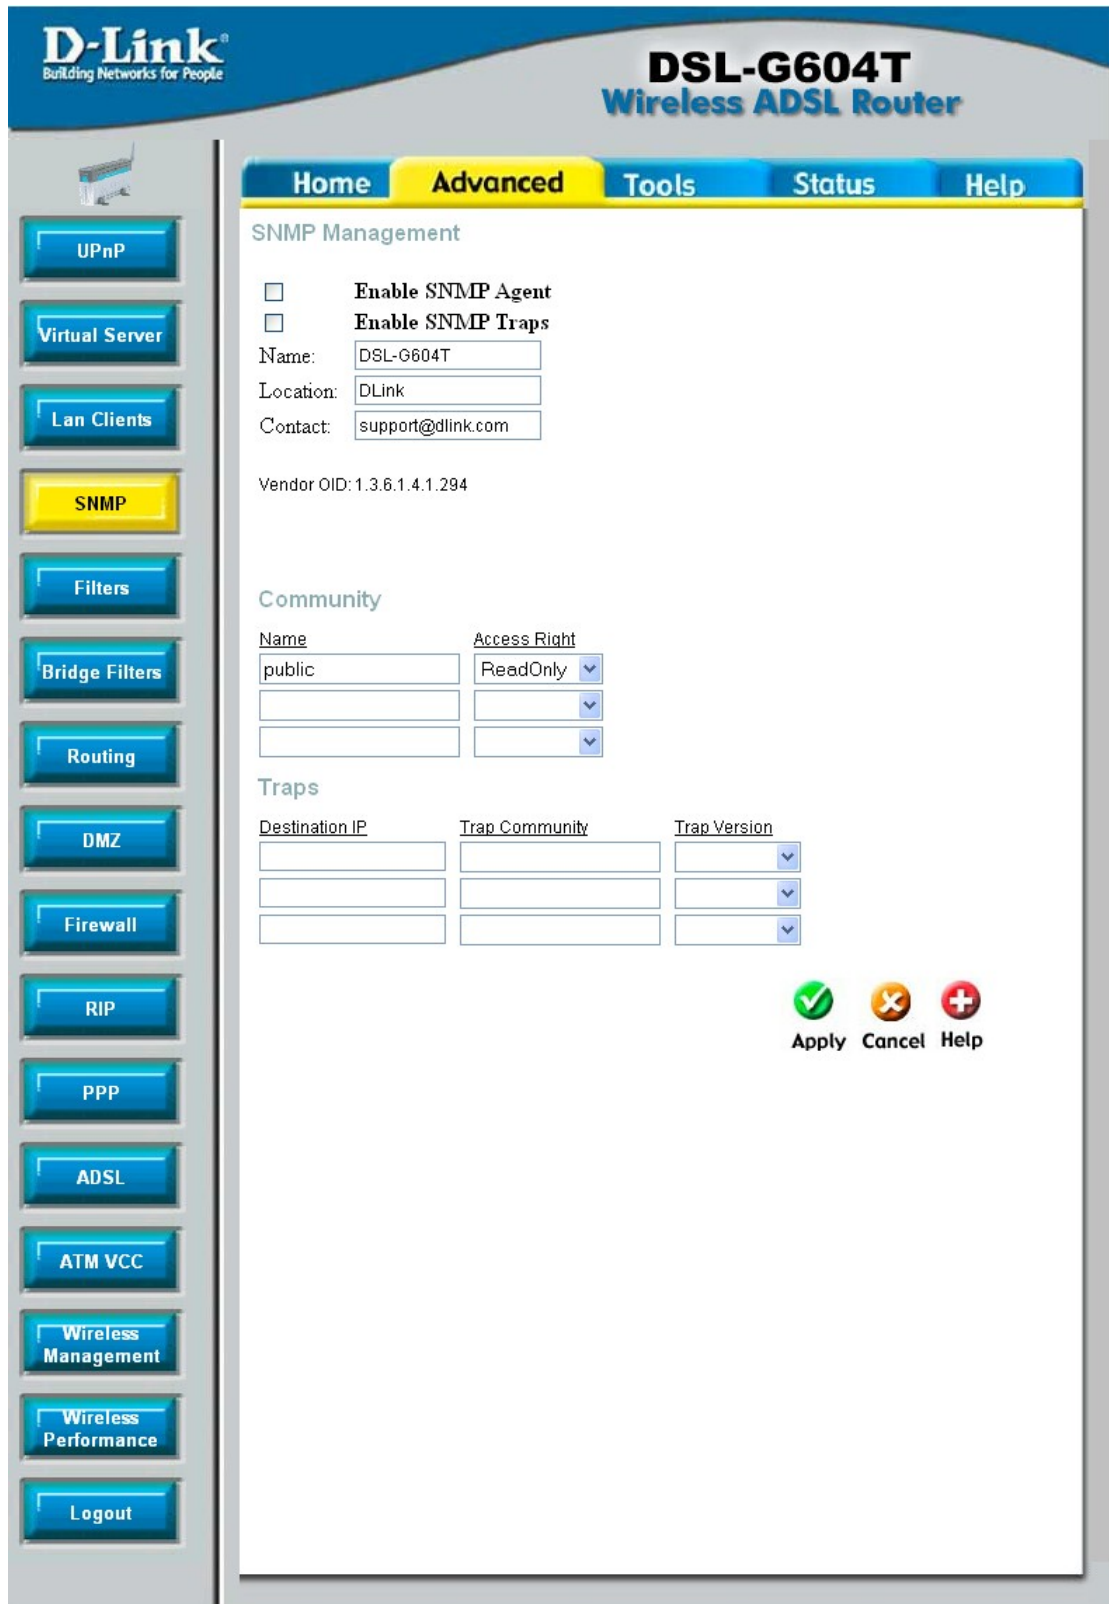 D-Link®
Building Networks for People
DSL-G604T
Wireless ADSL Router
Home Advanced Tools Status Help
UPnP
Virtual Server
Lan Clients
SNMP
Filters
Bridge Filters
Routing
DMZ
Firewall
RIP
PPP
ADSL
ATM VCC
Wireless
Management
Wireless
Performance
Logout
SNMP Management
Enable SNMP Agent
Enable SNMP Traps
Name: DSL-G604T
Location: DLink
Contact: support@dlink.com
Vendor OID: 1.3.6.1.4.1.294
Community
Name Access Right
public ReadOnly
Traps
Destination IP Trap Community Trap Version
Apply Cancel Help